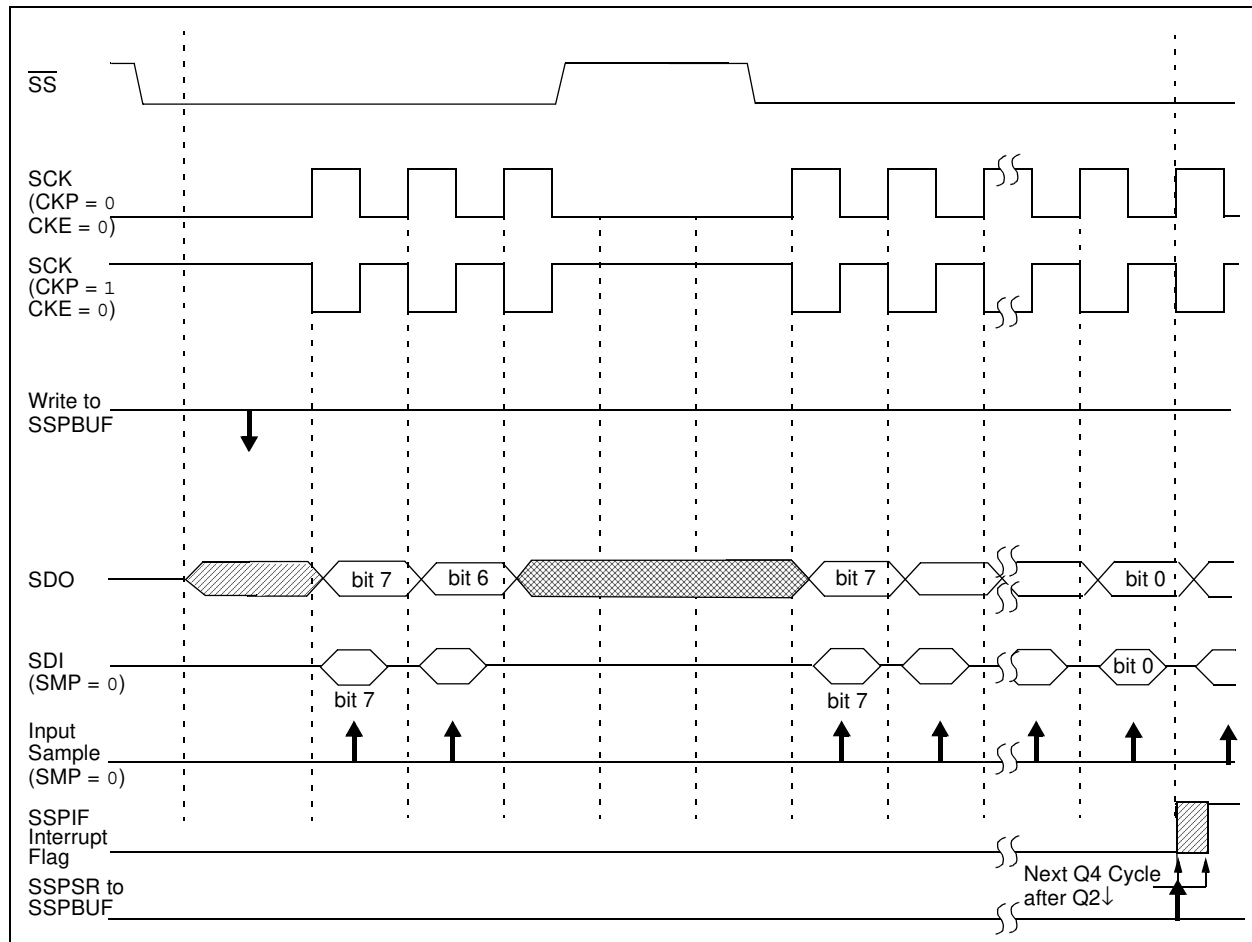 SS
SCK
(CKP = 0
CKE = 0)
SCK
(CKP = 1
CKE = 0)
Write to
SSPBUF
SDO
bit 7
bit 6
bit 7
bit 0
SDI
(SMP = 0)
bit 0
bit 7
bit 7
Input
Sample
(SMP = 0)
SSPIF
Interrupt
Flag
Next Q4 Cycle
after Q2↓
SSPSR to
SSPBUF